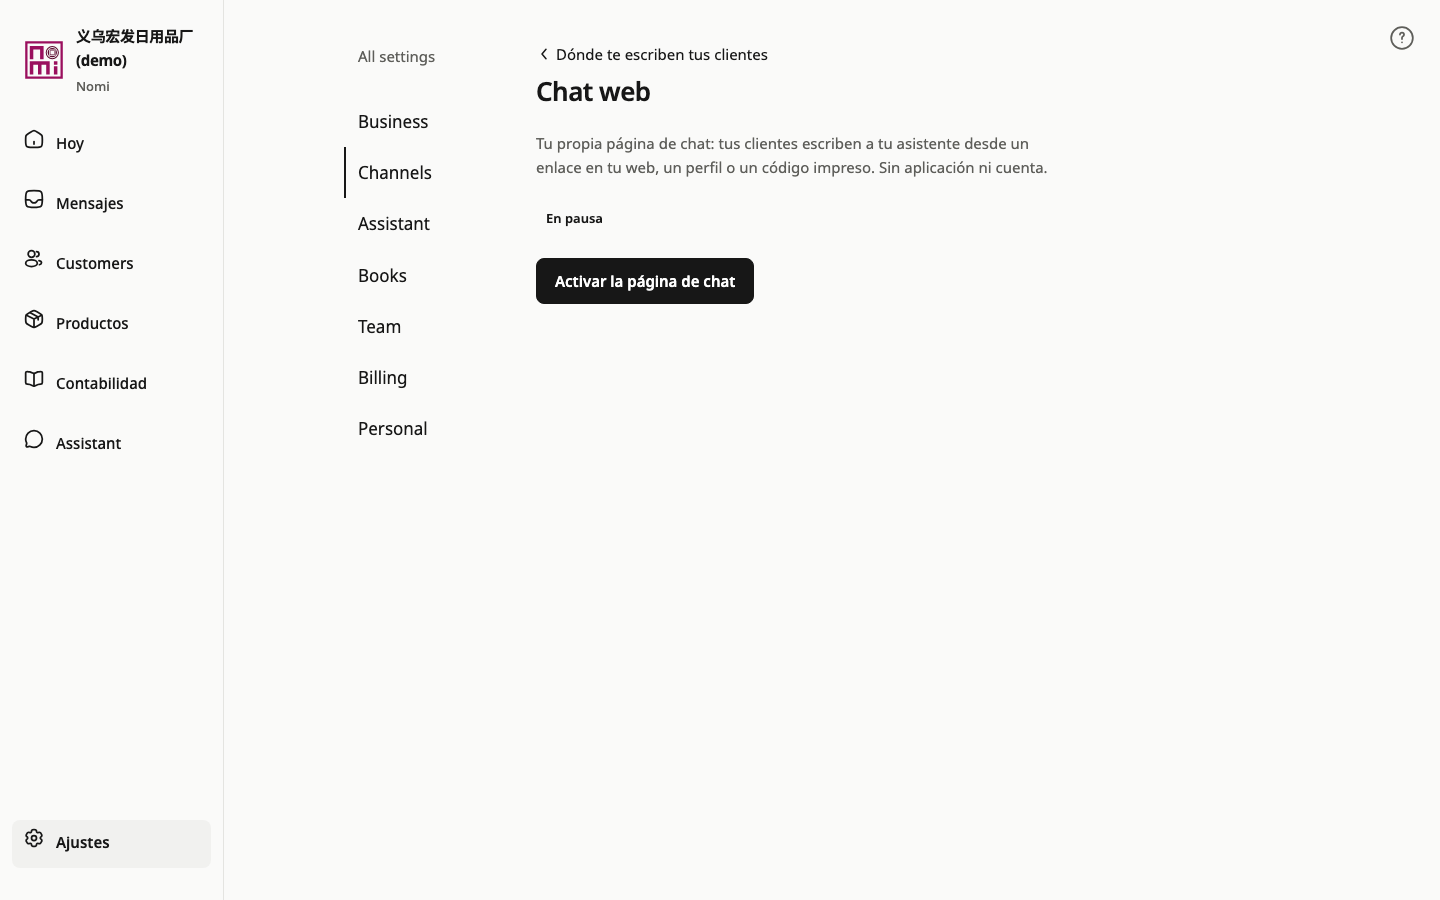 义乌宏发日用品厂
(demo)
Nomi
Hoy
Mensajes
Customers
Productos
Contabilidad
Assistant
Ajustes
All settings
Business
Channels
Assistant
Books
Team
Billing
Personal
Dónde te escriben tus clientes
Chat web
Tu propia página de chat: tus clientes escriben a tu asistente desde un
enlace en tu web, un perfil o un código impreso. Sin aplicación ni cuenta.
En pausa
Activar la página de chat